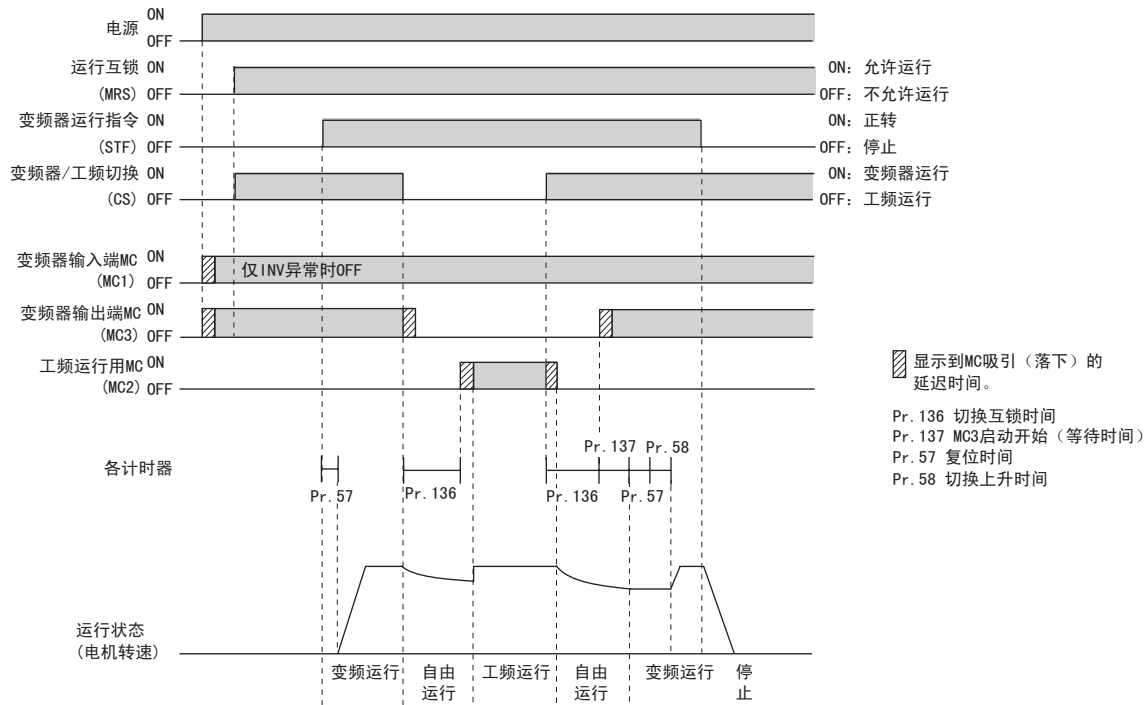 电源 ON
OFF
运行互锁 ON
(MRS) OFF
ON：允许运行
OFF：不允许运行
变频器运行指令 ON
(STF) OFF
ON：正转
OFF：停止
变频器/工频切换 ON
(CS) OFF
ON：变频器运行
OFF：工频运行
变频器输入端MC ON
(MC1) OFF
仅INV异常时OFF
变频器输出端MC ON
(MC3) OFF
工频运行用MC ON
(MC2) OFF
显示到MC吸引（落下）的
延迟时间。
Pr.136 切换互锁时间
Pr.137 MC3启动开始（等待时间）
Pr.57 复位时间
Pr.58 切换上升时间
各计时器
Pr.137 Pr.58
Pr.57 Pr.136 Pr.136 Pr.57
运行状态
(电机转速)
变频运行 自由 工频运行 自由 变频运行 停
运行 运行 止